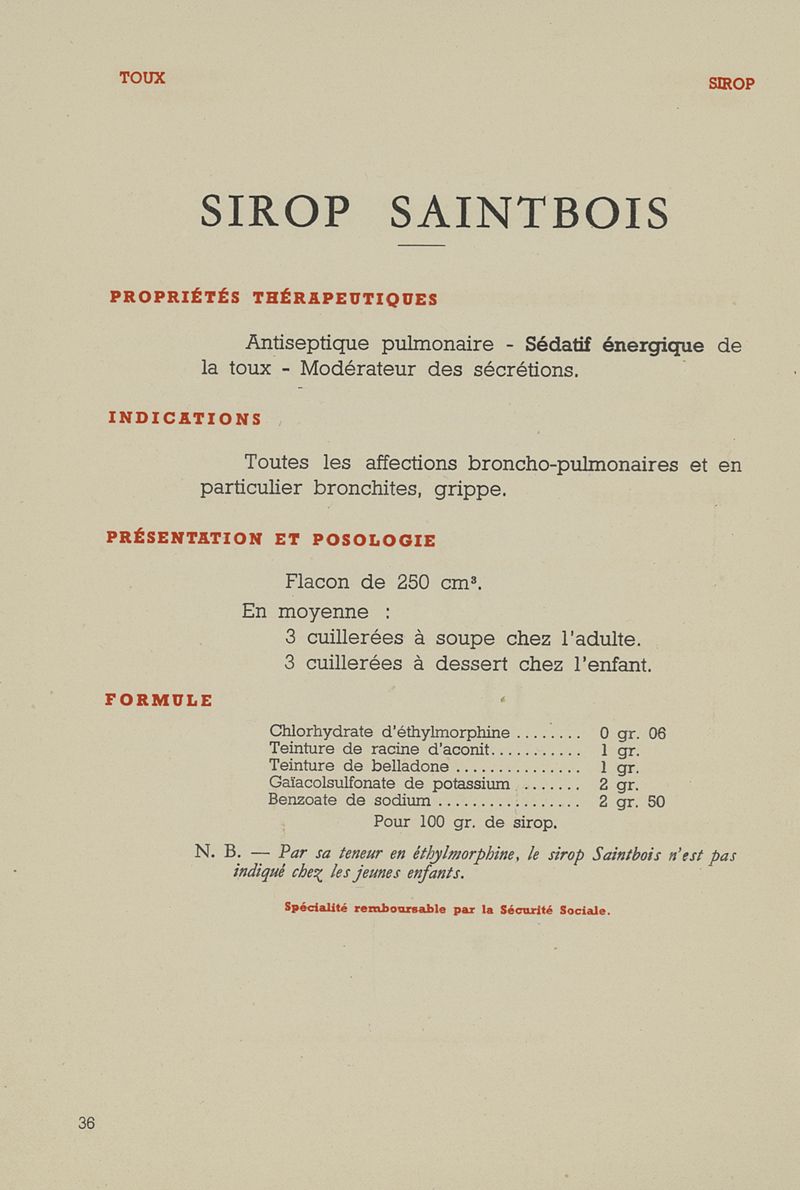 TOUX
SIROP
SIROP SAINTBOIS
PROPRIÉTÉS THÉRAPEUTIQUES
Antiseptique pulmonaire - Sédatif énergique de
la toux - Modérateur des sécrétions.
INDICATIONS
Toutes les affections broncho-pulmonaires et en
particulier bronchites, grippe.
PRÉSENTATION ET POSOLOGIE
Flacon de 250 cm³.
En moyenne :
3 cuillerées à soupe chez l'adulte.
3 cuillerées à dessert chez l'enfant.
FORMULE
Chlorhydrate d'éthylmorphine ........ 0 gr. 06
Teinture de racine d'aconit........... 1 gr.
Teinture de belladone ............... 1 gr.
Gaïacolsulfonate de potassium ....... 2 gr.
Benzoate de sodium ................. 2 gr. 50
Pour 100 gr. de sirop.
N. B. — Par sa teneur en éthylmorphine, le sirop Saintbois n'est pas
indiqué chez les jeunes enfants.
Spécialité remboursable par la Sécurité Sociale.
36